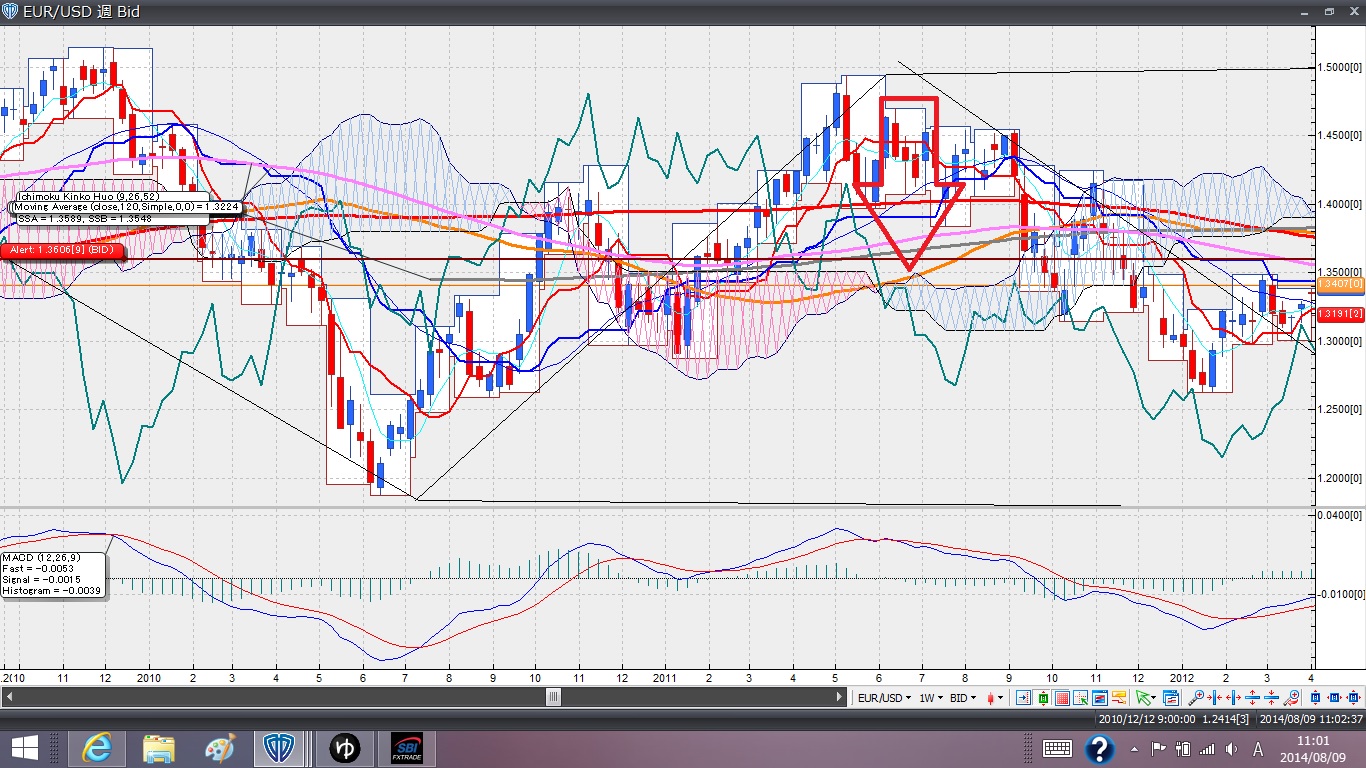 EUR/USD 週 Bid
1.5000[0]
1.4500[0]
Ichimoku Kinko Huo (9,26,52)
Moving Average (close,120,Simple,0,0) = 1.3224
SSA = 1.3589, SSB = 1.3548
1.4000[0]
Alert: 1.3606[9] (BID)
1.3500[0]
1.3407[0]
1.3191[2]
1.3000[0]
1.2500[0]
1.2000[0]
0.0400[0]
MACD (12,26,9)
Fast = -0.0053
Signal = -0.0015
Histogram = -0.0039
-0.0100[0]
.2010 11 12 2010 2 3 4 5 6 7 8 9 10 11 12 2011 2 3 4 5 6 7 8 9 10 11 12 2012 2 3 4
EUR/USD 1W BID
2010/12/12 9:00:00 1.2414[3] 2014/08/09 11:02:37
ゆ SBI FXTRADE A 11:01
2014/08/09